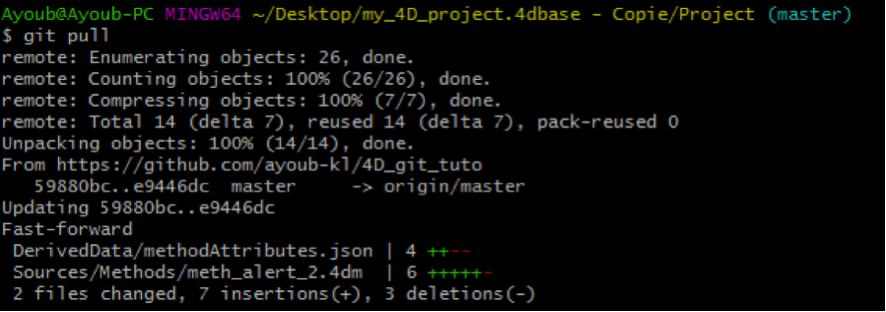 Ayoub@Ayoub-PC MINGW64 ~/Desktop/my_4D_project.4dbase - Copie/Project (master)
$ git pull
remote: Enumerating objects: 26, done.
remote: Counting objects: 100% (26/26), done.
remote: Compressing objects: 100% (7/7), done.
remote: Total 14 (delta 7), reused 14 (delta 7), pack-reused 0
Unpacking objects: 100% (14/14), done.
From https://github.com/ayoub-kl/4D_git_tuto
   59880bc..e9446dc  master     -> origin/master
Updating 59880bc..e9446dc
Fast-forward
 DerivedData/methodAttributes.json | 4 ++--
 Sources/Methods/meth_alert_2.4dm  | 6 +++++-
 2 files changed, 7 insertions(+), 3 deletions(-)